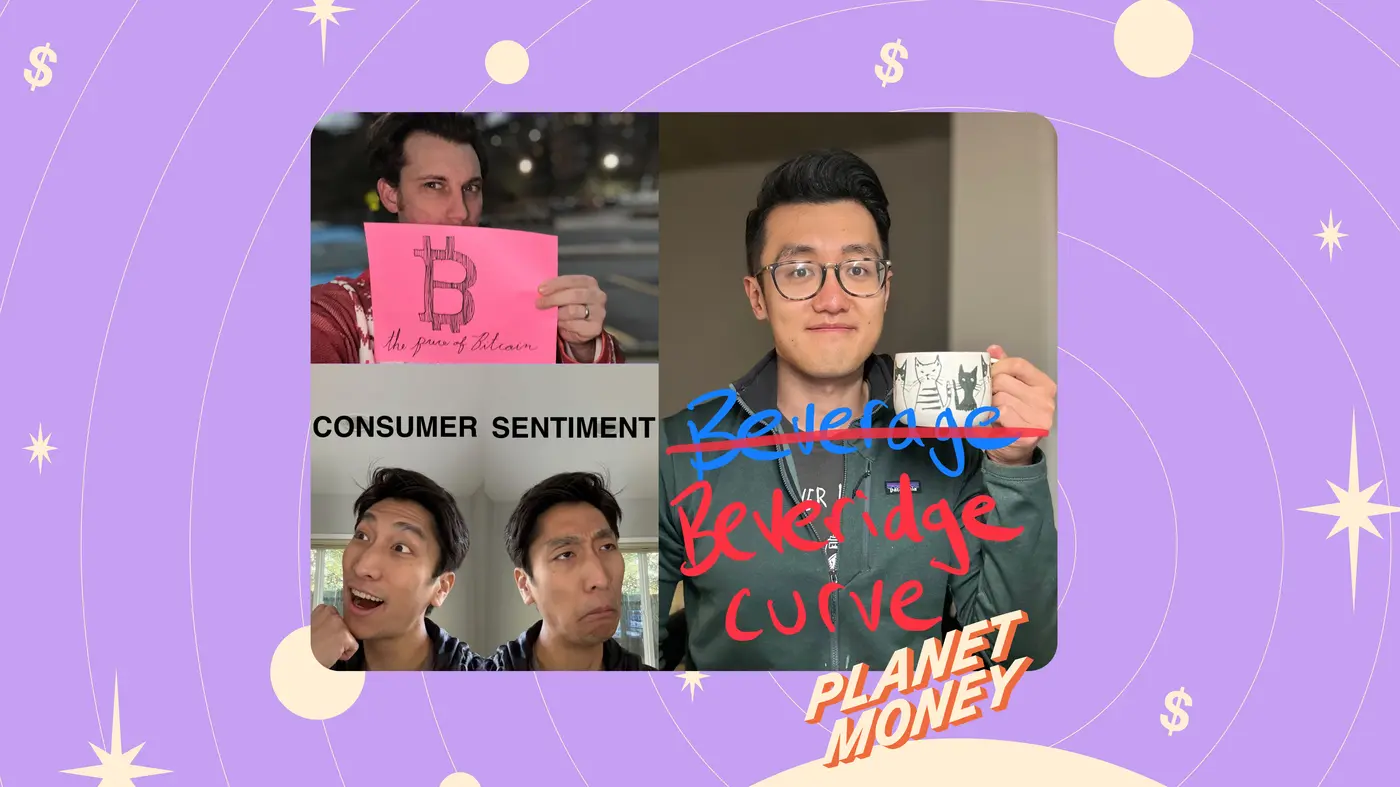 the price of Bitcoin
CONSUMER SENTIMENT
Beverage
Beveridge
curve
PLANET
MONEY